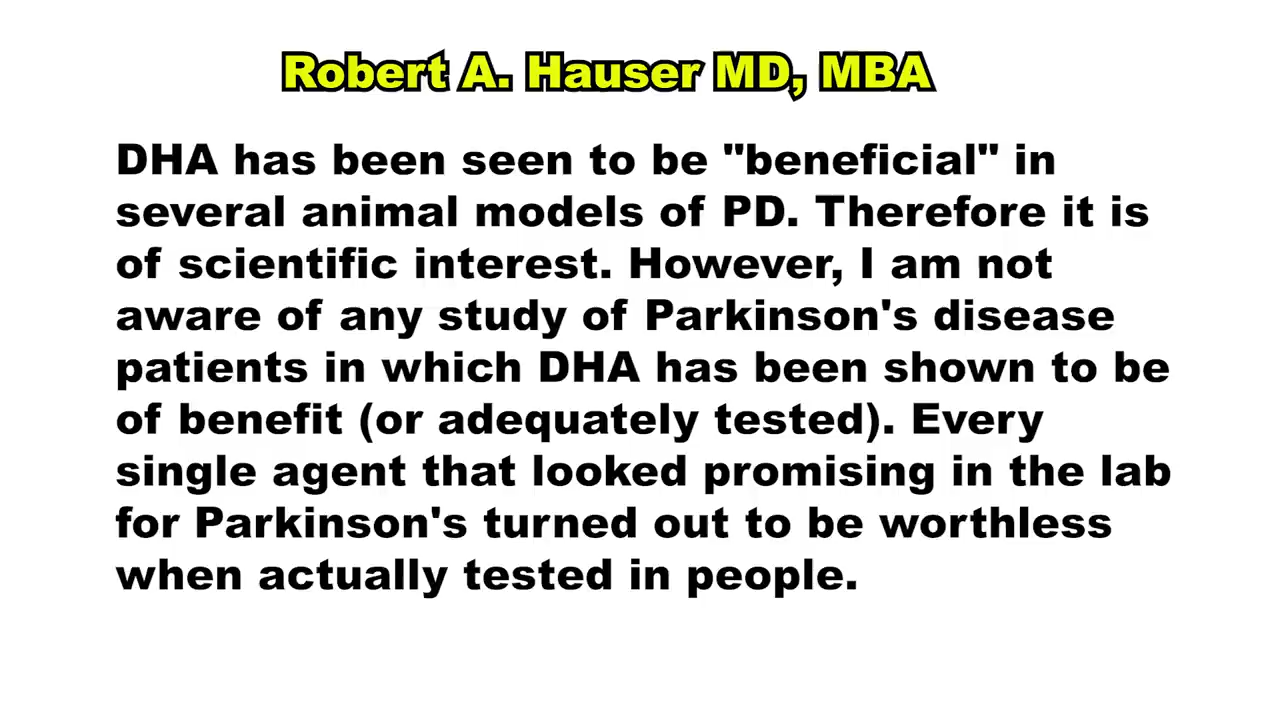 Robert A. Hauser MD, MBA
DHA has been seen to be "beneficial" in
several animal models of PD. Therefore it is
of scientific interest. However, I am not
aware of any study of Parkinson's disease
patients in which DHA has been shown to be
of benefit (or adequately tested). Every
single agent that looked promising in the lab
for Parkinson's turned out to be worthless
when actually tested in people.